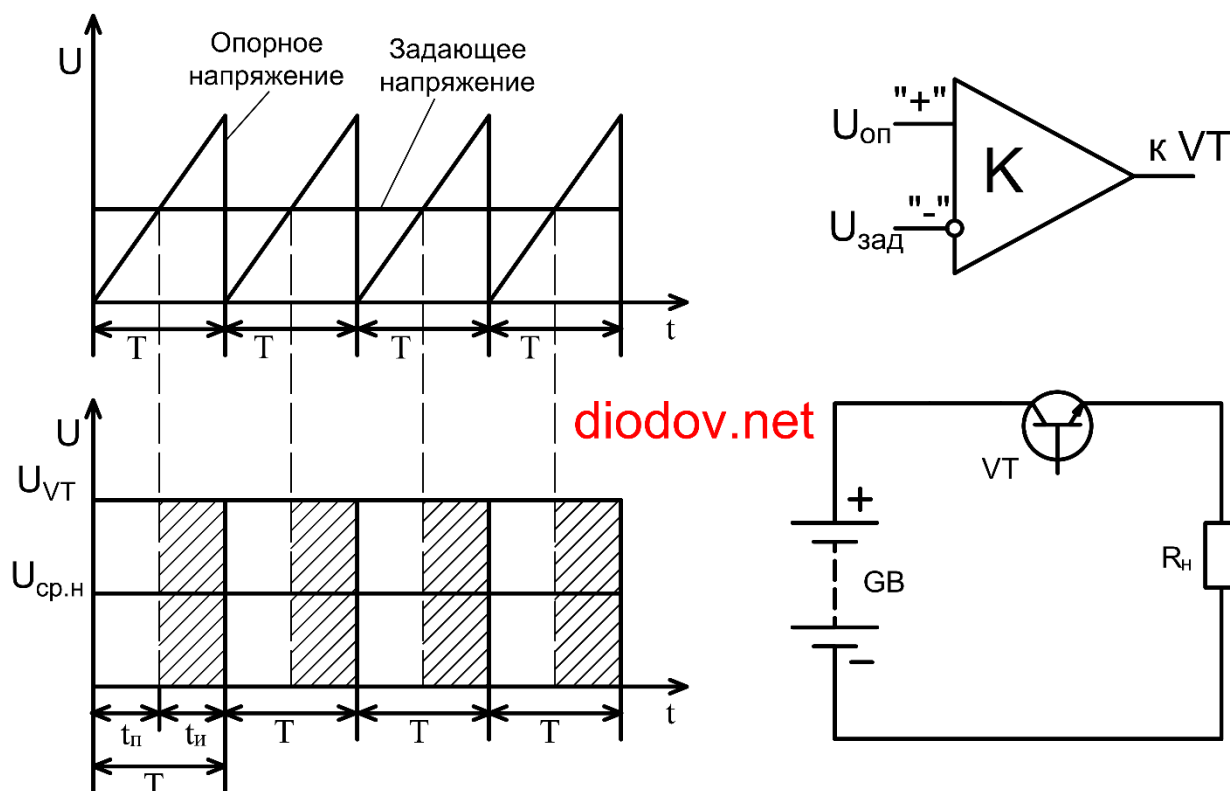 U
Опорное
напряжение
Задающее
напряжение
t
T
T
T
T
"+"
Uоп
"-"
Uзад
K
к VT
diodov.net
U
UVT
Uср.н
t
tп
tи
T
T
T
T
VT
+
GB
−
Rн